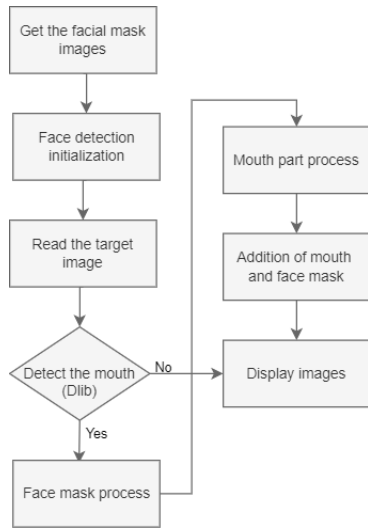 Get the facial mask
images
Face detection
initialization
Read the target
image
Detect the mouth
(Dlib)
No
Yes
Face mask process
Mouth part process
Addition of mouth
and face mask
Display images